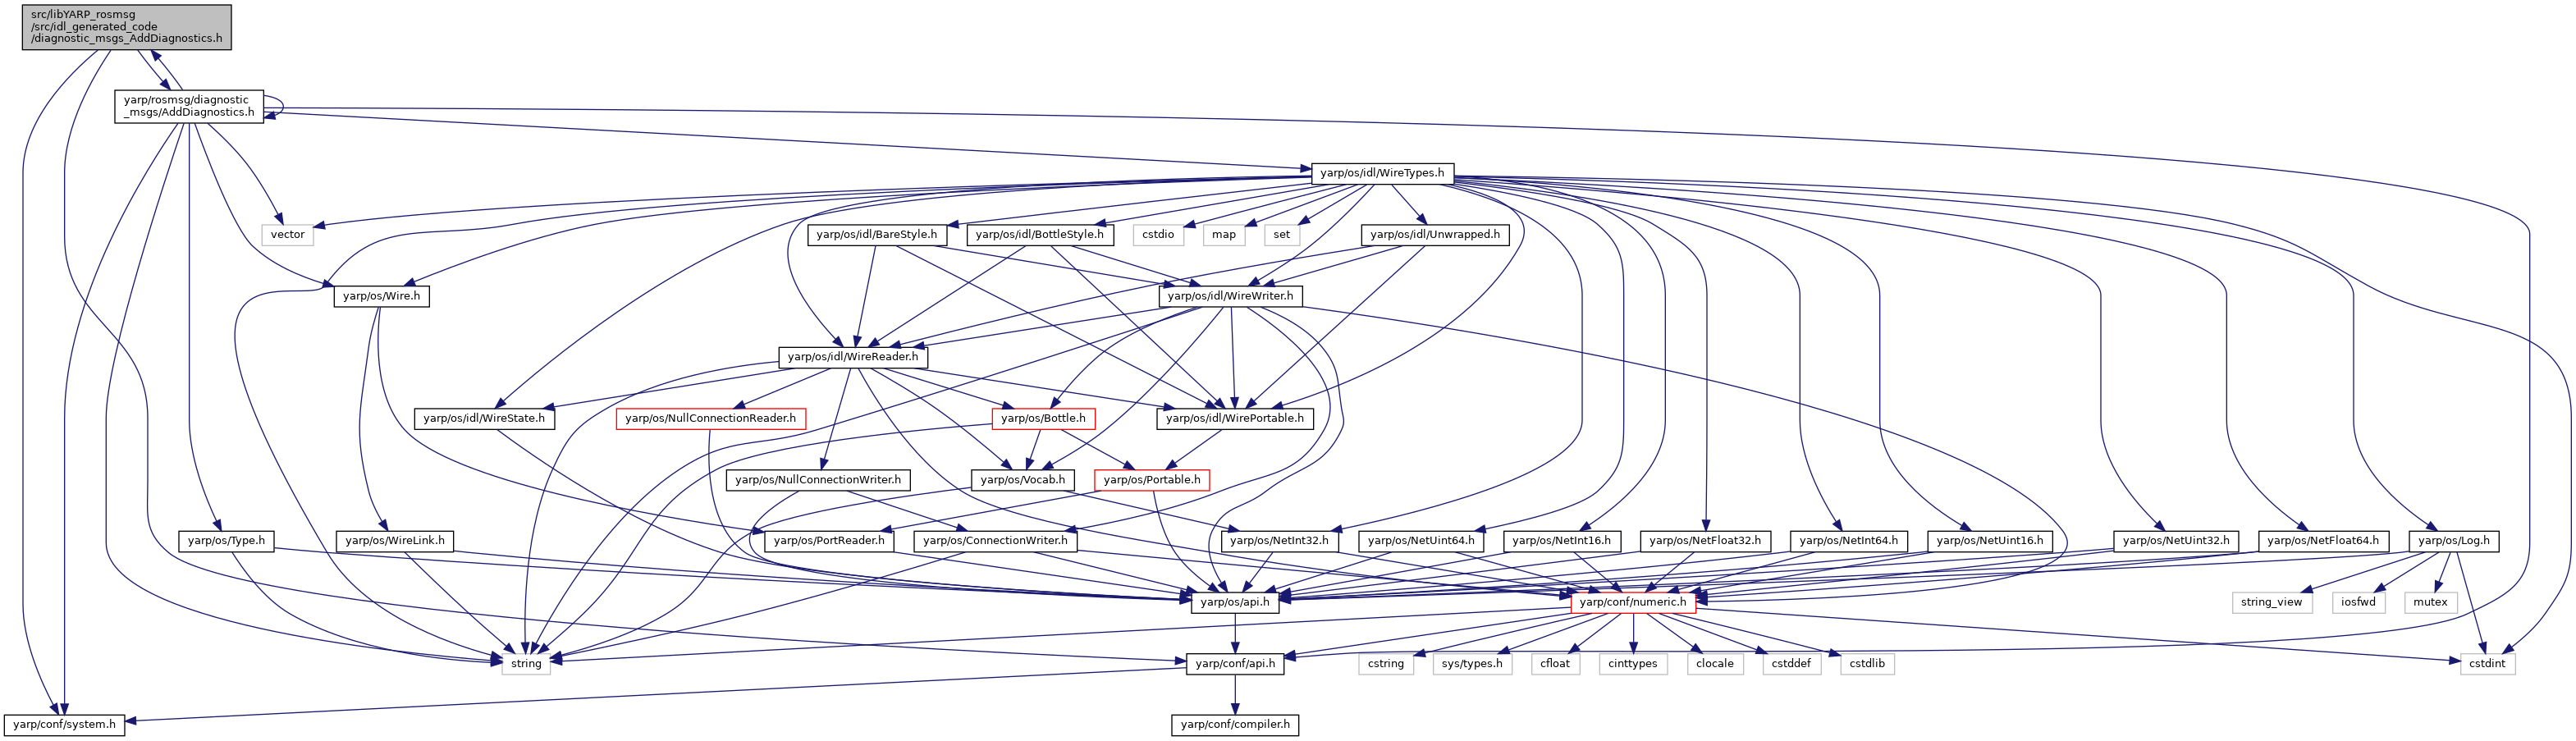 src/libYARP_rosmsg
/src/idl_generated_code
/diagnostic_msgs_AddDiagnostics.h
yarp/rosmsg/diagnostic
_msgs/AddDiagnostics.h
yarp/os/idl/WireTypes.h
vector
yarp/os/idl/BareStyle.h
yarp/os/idl/BottleStyle.h
cstdio
map
set
yarp/os/idl/Unwrapped.h
yarp/os/Wire.h
yarp/os/idl/WireWriter.h
yarp/os/idl/WireReader.h
yarp/os/idl/WireState.h
yarp/os/NullConnectionReader.h
yarp/os/Bottle.h
yarp/os/idl/WirePortable.h
yarp/os/NullConnectionWriter.h
yarp/os/Vocab.h
yarp/os/Portable.h
yarp/os/Type.h
yarp/os/WireLink.h
yarp/os/PortReader.h
yarp/os/ConnectionWriter.h
yarp/os/NetInt32.h
yarp/os/NetUint64.h
yarp/os/NetInt16.h
yarp/os/NetFloat32.h
yarp/os/NetInt64.h
yarp/os/NetUint16.h
yarp/os/NetUint32.h
yarp/os/NetFloat64.h
yarp/os/Log.h
yarp/os/api.h
yarp/conf/numeric.h
string_view
iosfwd
mutex
string
yarp/conf/api.h
cstring
sys/types.h
cfloat
cinttypes
clocale
cstddef
cstdlib
cstdint
yarp/conf/system.h
yarp/conf/compiler.h